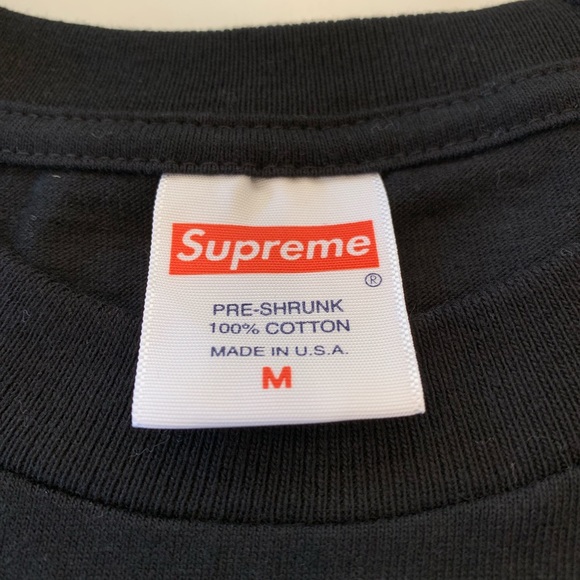 Supreme
®
PRE-SHRUNK
100% COTTON
MADE IN U.S.A.
M